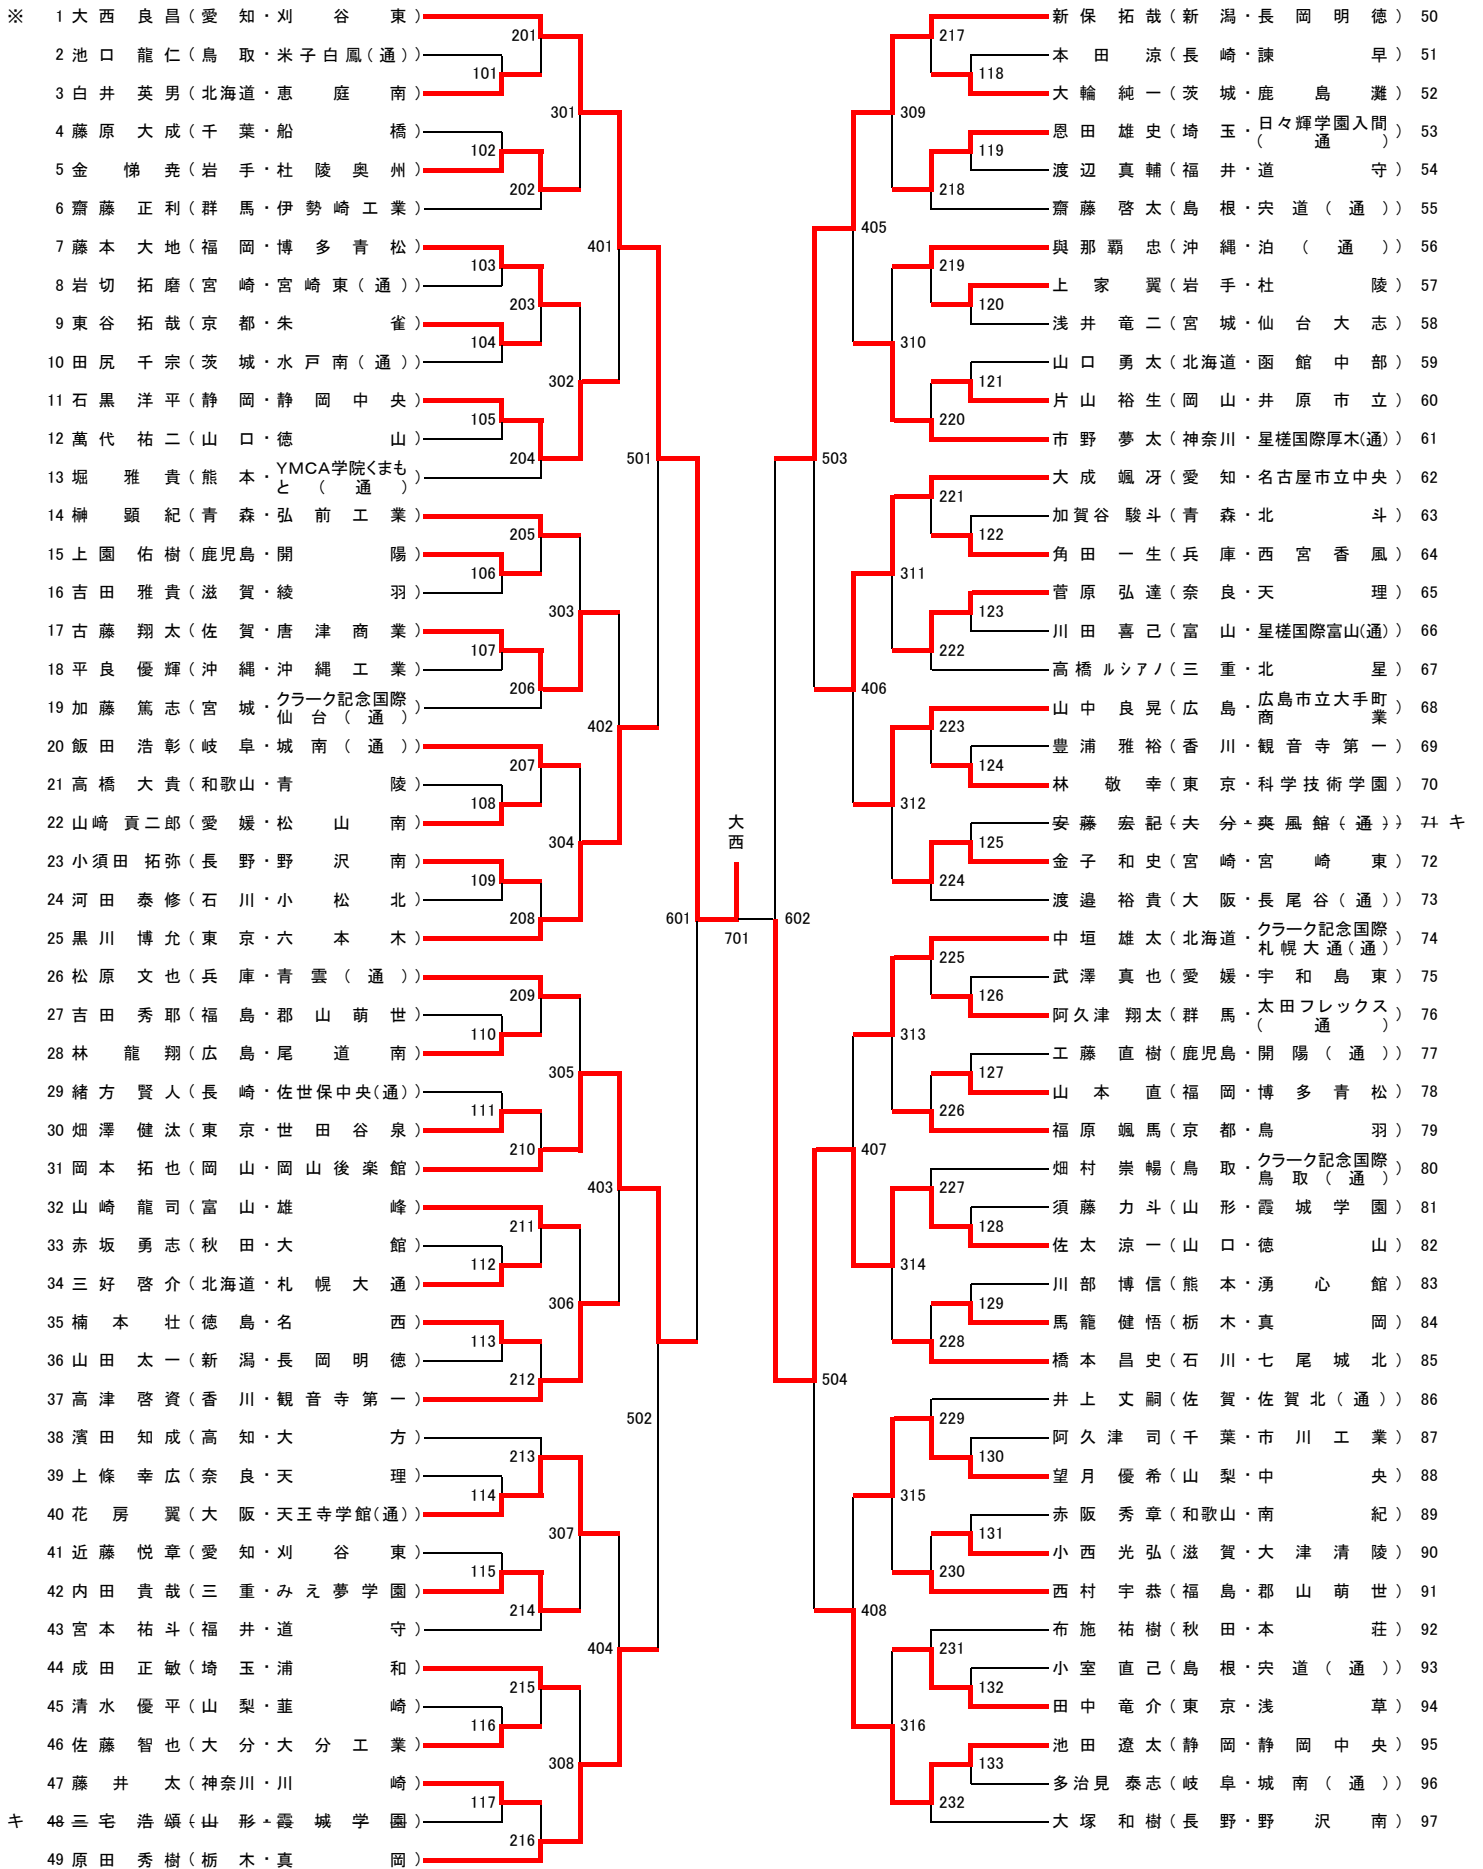 ※ 1 大西良昌（愛知・刈谷東）
2 池口龍仁（鳥取・米子白鳳(通)）
3 白井英男（北海道・恵庭南）
4 藤原大成（千葉・船橋）
5 金悌尭（岩手・杜陵奥州）
6 齋藤正利（群馬・伊勢崎工業）
7 藤本大地（福岡・博多青松）
8 岩切拓磨（宮崎・宮崎東(通)）
9 東谷拓哉（京都・朱雀）
10 田尻千宗（茨城・水戸南(通)）
11 石黒洋平（静岡・静岡中央）
12 萬代祐二（山口・徳山）
13 堀雅貴（熊本・YMCA学院くまもと(通)）
14 榊顕紀（青森・弘前工業）
15 上園佑樹（鹿児島・開陽）
16 吉田雅貴（滋賀・綾羽）
17 古藤翔太（佐賀・唐津商業）
18 平良優輝（沖縄・沖縄工業）
19 加藤篤志（宮城・クラーク記念国際仙台(通)）
20 飯田浩彰（岐阜・城南(通)）
21 高橋大貴（和歌山・青陵）
22 山﨑貢二郎（愛媛・松山南）
23 小須田拓弥（長野・野沢南）
24 河田泰修（石川・小松北）
25 黒川博允（東京・六本木）
26 松原文也（兵庫・青雲(通)）
27 吉田秀耶（福島・郡山萌世）
28 林龍翔（広島・尾道南）
29 緒方賢人（長崎・佐世保中央(通)）
30 畑澤健汰（東京・世田谷泉）
31 岡本拓也（岡山・岡山後楽館）
32 山崎龍司（富山・雄峰）
33 赤坂勇志（秋田・大館）
34 三好啓介（北海道・札幌大通）
35 楠本壮（徳島・名西）
36 山田太一（新潟・長岡明徳）
37 高津啓資（香川・観音寺第一）
38 濱田知成（高知・大方）
39 上條幸広（奈良・天理）
40 花房翼（大阪・天王寺学館(通)）
41 近藤悦章（愛知・刈谷東）
42 内田貴哉（三重・みえ夢学園）
43 宮本祐斗（福井・道守）
44 成田正敏（埼玉・浦和）
45 清水優平（山梨・韮崎）
46 佐藤智也（大分・大分工業）
47 藤井太（神奈川・川崎）
キ 48 三宅浩頌（山形・霞城学園）
49 原田秀樹（栃木・真岡）
101
102
103
104
105
106
107
108
109
110
111
112
113
114
115
116
117
201
202
203
204
205
206
207
208
209
210
211
212
213
214
215
216
301
302
303
304
305
306
307
308
401
402
403
404
501
502
601
大西
701
602
503
504
405
406
407
408
309
310
311
312
313
314
315
316
217
218
219
220
221
222
223
224
225
226
227
228
229
230
231
232
118
119
120
121
122
123
124
125
126
127
128
129
130
131
132
133
新保拓哉（新潟・長岡明徳） 50
本田涼（長崎・諫早） 51
大輪純一（茨城・鹿島灘） 52
恩田雄史（埼玉・日々輝学園入間(通)） 53
渡辺真輔（福井・道守） 54
齋藤啓太（島根・宍道(通)） 55
與那覇忠（沖縄・泊(通)） 56
上家翼（岩手・杜陵） 57
浅井竜二（宮城・仙台大志） 58
山口勇太（北海道・函館中部） 59
片山裕生（岡山・井原市立） 60
市野夢太（神奈川・星槎国際厚木(通)） 61
大成颯冴（愛知・名古屋市立中央） 62
加賀谷駿斗（青森・北斗） 63
角田一生（兵庫・西宮香風） 64
菅原弘達（奈良・天理） 65
川田喜己（富山・星槎国際富山(通)） 66
高橋ルシアノ（三重・北星） 67
山中良晃（広島・広島市立大手町商業） 68
豊浦雅裕（香川・観音寺第一） 69
林敬幸（東京・科学技術学園） 70
安藤宏記（大分・爽風館(通)） 71 キ
金子和史（宮崎・宮崎東） 72
渡邉裕貴（大阪・長尾谷(通)） 73
中垣雄太（北海道・クラーク記念国際札幌大通(通)） 74
武澤真也（愛媛・宇和島東） 75
阿久津翔太（群馬・太田フレックス(通)） 76
工藤直樹（鹿児島・開陽(通)） 77
山本直（福岡・博多青松） 78
福原颯馬（京都・鳥羽） 79
畑村崇暢（鳥取・クラーク記念国際鳥取(通)） 80
須藤力斗（山形・霞城学園） 81
佐太涼一（山口・徳山） 82
川部博信（熊本・湧心館） 83
馬籠健悟（栃木・真岡） 84
橋本昌史（石川・七尾城北） 85
井上丈嗣（佐賀・佐賀北(通)） 86
阿久津司（千葉・市川工業） 87
望月優希（山梨・中央） 88
赤阪秀章（和歌山・南紀） 89
小西光弘（滋賀・大津清陵） 90
西村宇恭（福島・郡山萌世） 91
布施祐樹（秋田・本荘） 92
小室直己（島根・宍道(通)） 93
田中竜介（東京・浅草） 94
池田遼太（静岡・静岡中央） 95
多治見泰志（岐阜・城南(通)） 96
大塚和樹（長野・野沢南） 97